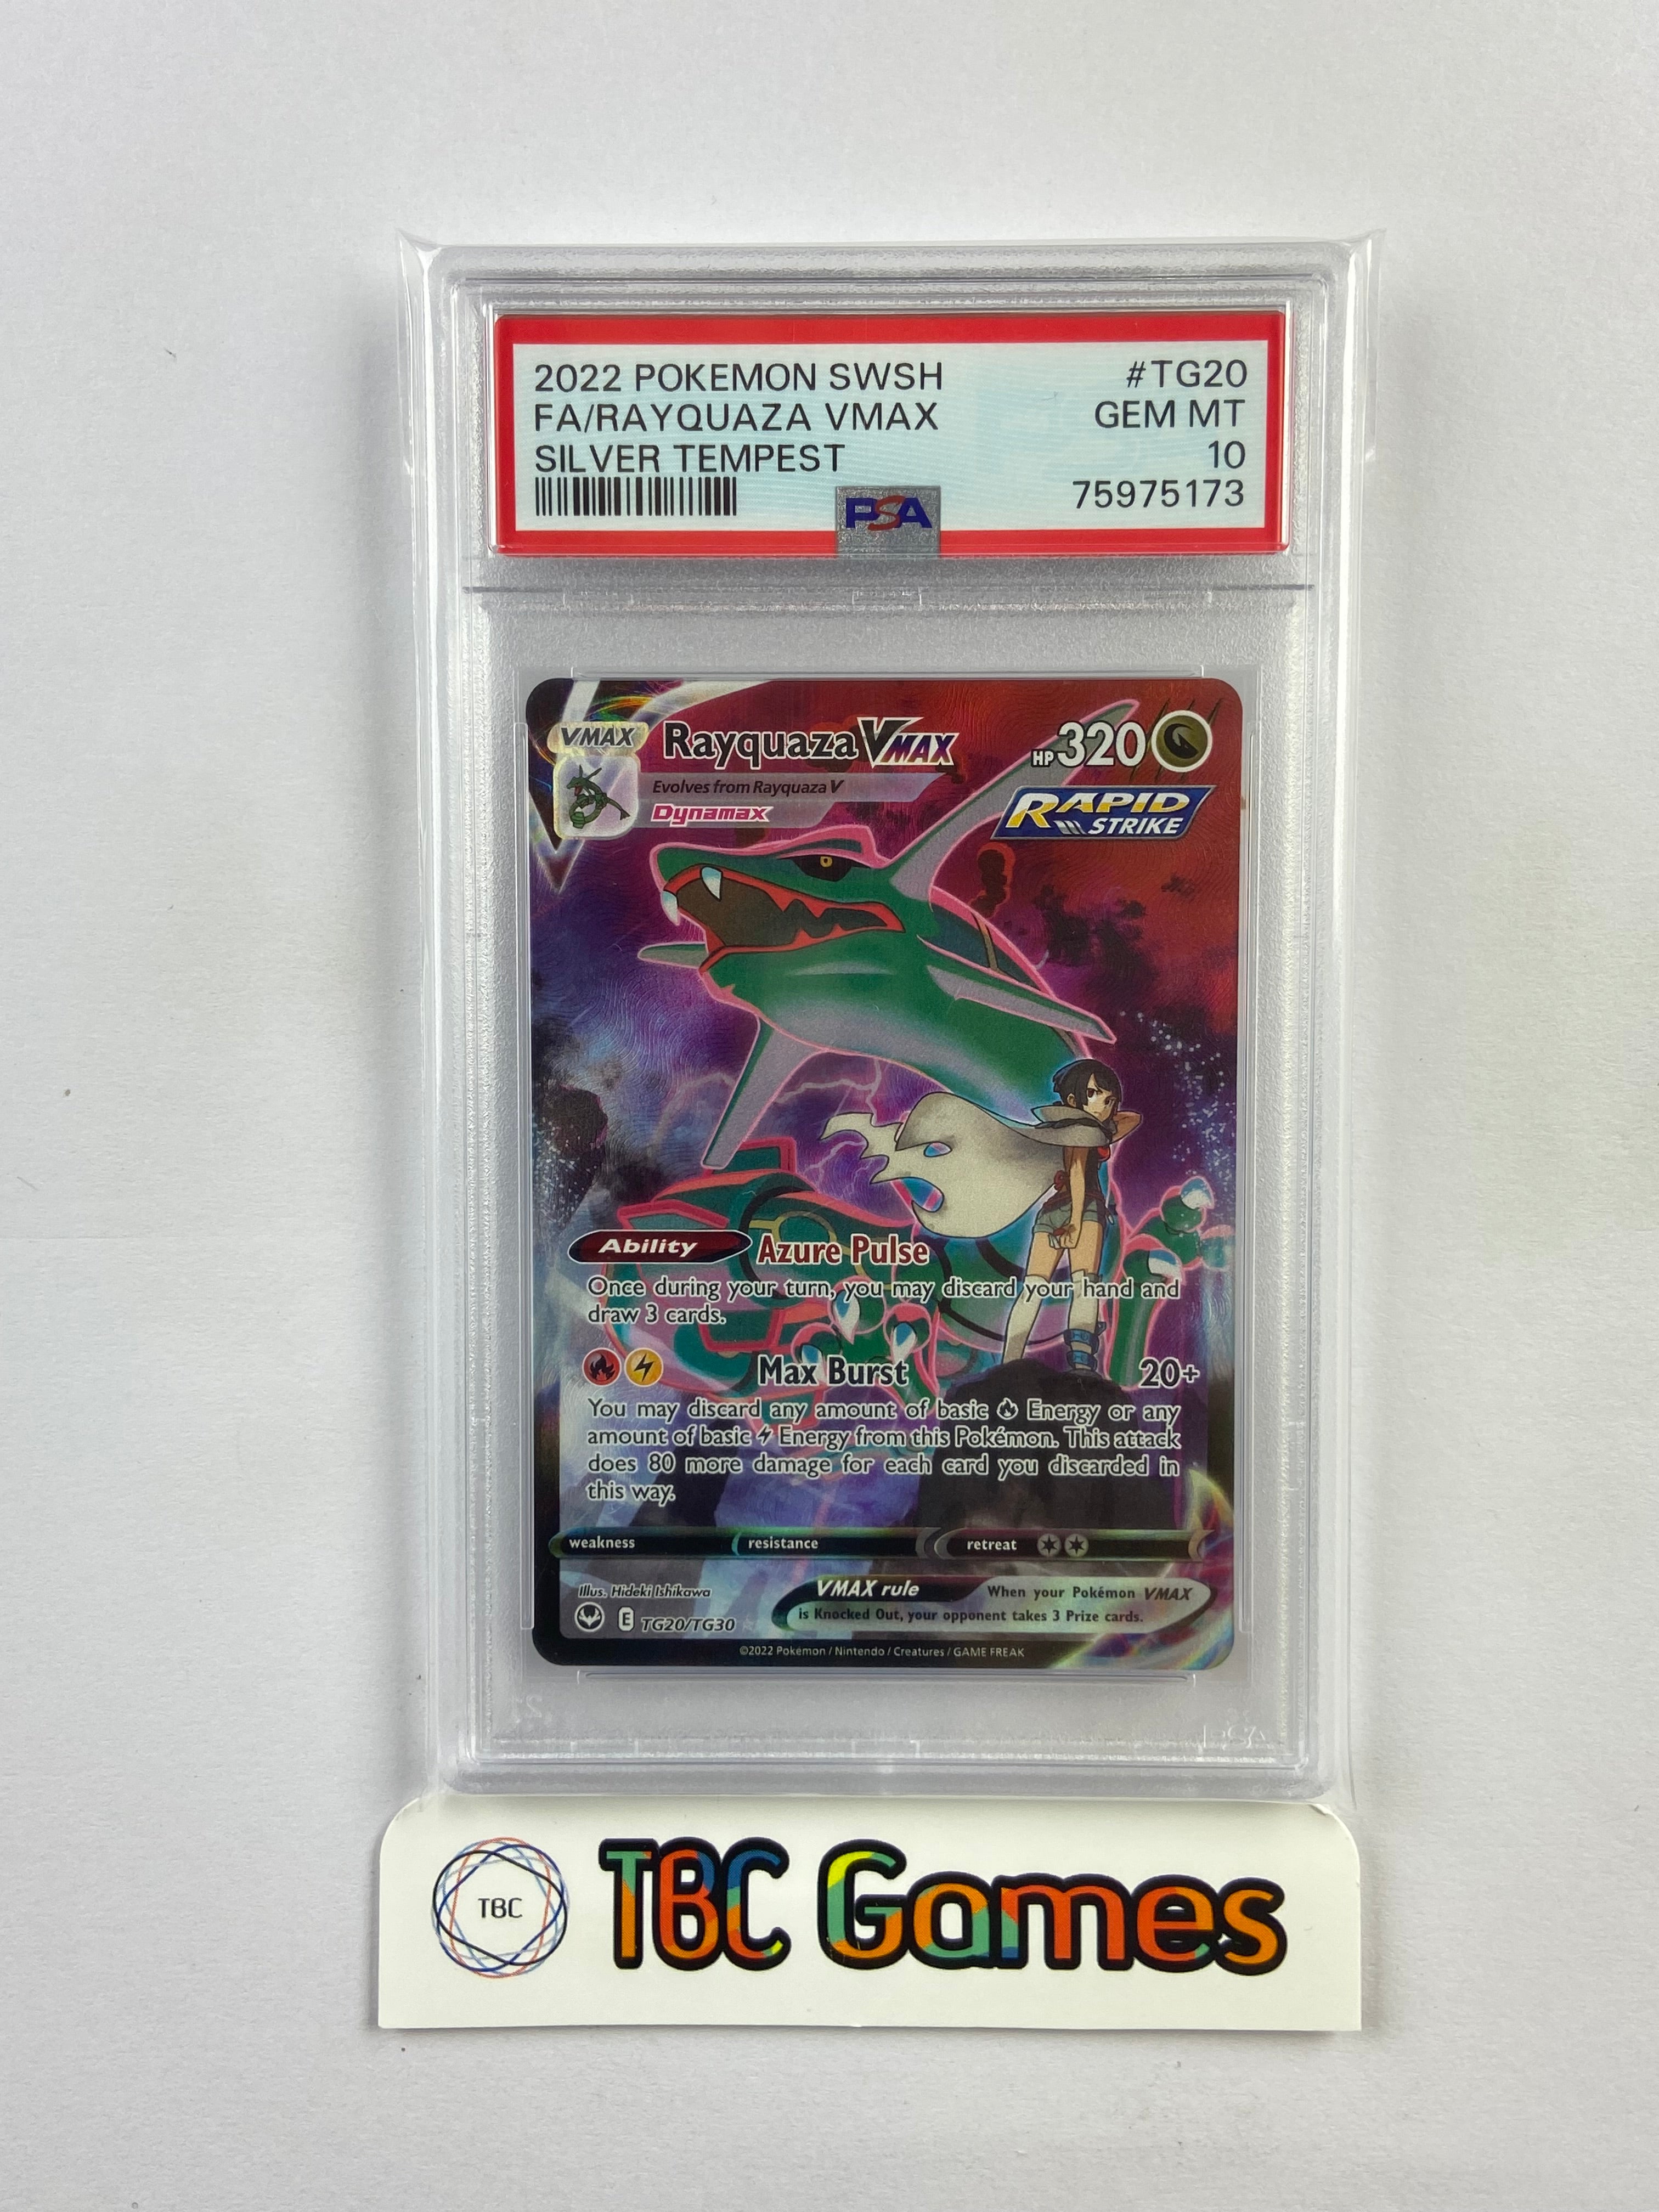 2022 POKEMON SWSH #TG20
FA/RAYQUAZA VMAX GEM MT
SILVER TEMPEST 10
75975173
PSA
VMAX Rayquaza VMAX HP 320
Evolves from Rayquaza V
Dynamax
RAPID
STRIKE
Ability Azure Pulse
Once during your turn, you may discard your hand and
draw 3 cards.
Max Burst 20+
You may discard any amount of basic Energy or any
amount of basic Energy from this Pokémon. This attack
does 80 more damage for each card you discarded in
this way.
weakness resistance retreat
Illus. Hideki Ishikawa
E TG20/TG30
VMAX rule When your Pokémon VMAX
is Knocked Out, your opponent takes 3 Prize cards.
©2022 Pokémon / Nintendo / Creatures / GAME FREAK
TBC
TBC Games